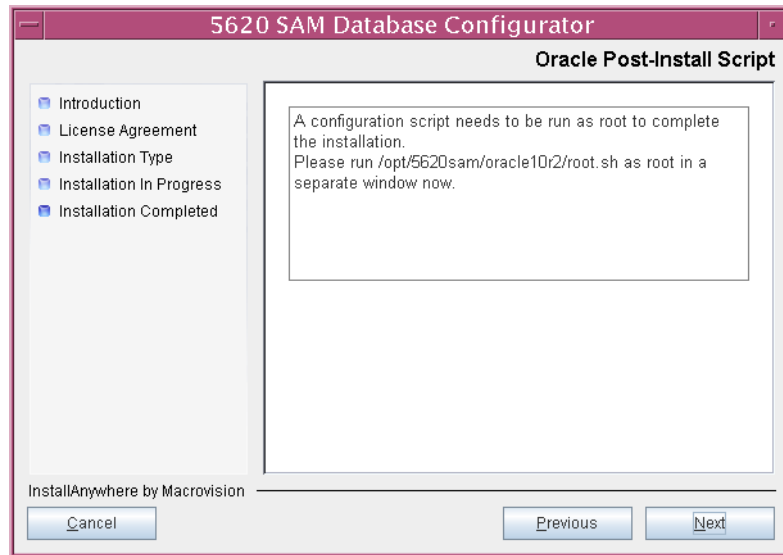 5620 SAM Database Configurator
Oracle Post-Install Script
Introduction
License Agreement
Installation Type
Installation In Progress
Installation Completed
A configuration script needs to be run as root to complete
the installation.
Please run /opt/5620sam/oracle10r2/root.sh as root in a
separate window now.
InstallAnywhere by Macrovision
Cancel
Previous
Next